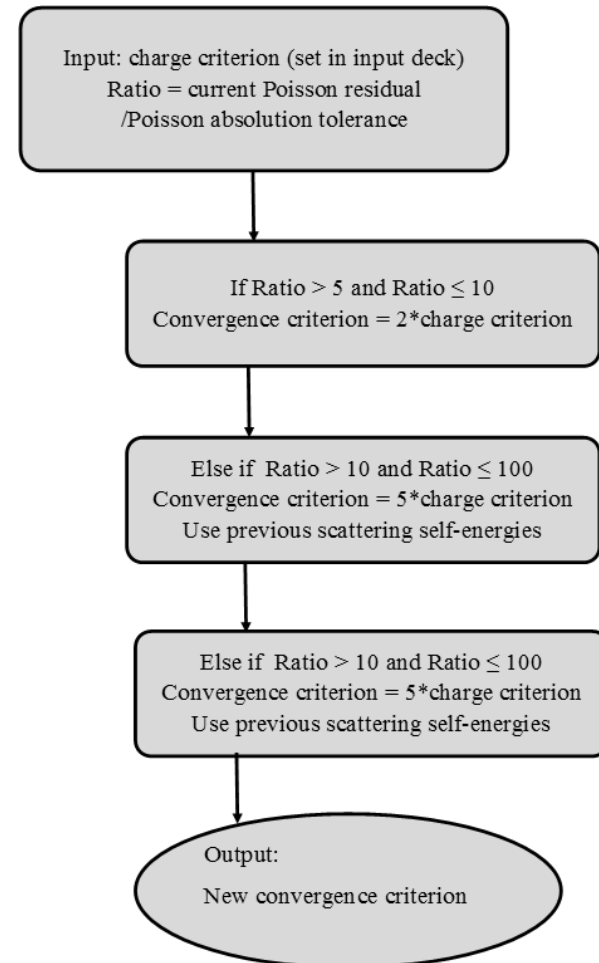 Input: charge criterion (set in input deck)
Ratio = current Poisson residual
/Poisson absolution tolerance
If Ratio > 5 and Ratio ≤ 10
Convergence criterion = 2*charge criterion
Else if Ratio > 10 and Ratio ≤ 100
Convergence criterion = 5*charge criterion
Use previous scattering self-energies
Else if Ratio > 10 and Ratio ≤ 100
Convergence criterion = 5*charge criterion
Use previous scattering self-energies
Output:
New convergence criterion